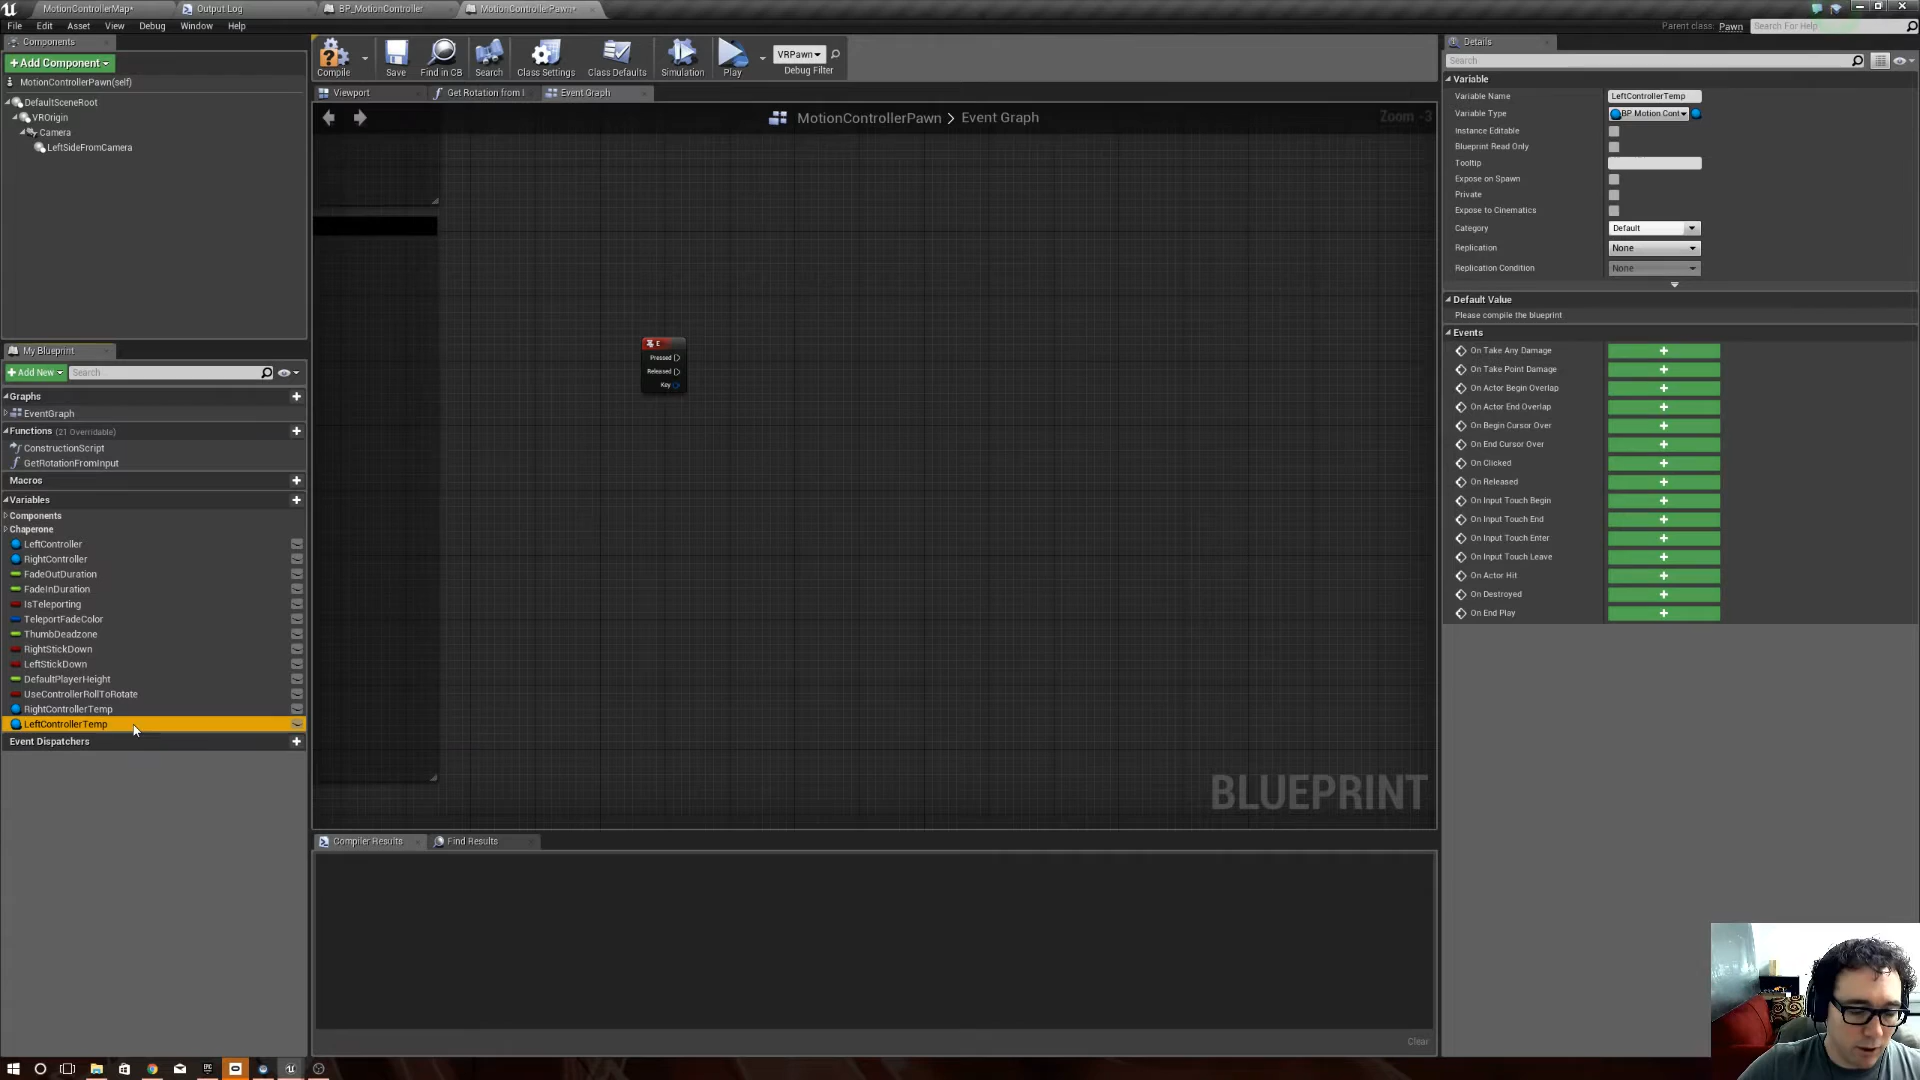 MotionControllerMap*
Output Log
BP_MotionController
MotionControllerPawn*
File
Edit
Asset
View
Debug
Window
Help
Parent class: Pawn
Search For Help
Components
+Add Component
MotionControllerPawn(self)
DefaultSceneRoot
VROrigin
Camera
LeftSideFromCamera
Compile
Save
Find in CB
Search
Class Settings
Class Defaults
Simulation
Play
VRPawn
Debug Filter
Viewport
Get Rotation from I
Event Graph
MotionControllerPawn > Event Graph
Zoom -3
E
Pressed
Released
Key
BLUEPRINT
My Blueprint
+Add New
Search
Graphs
EventGraph
Functions (21 Overridable)
ConstructionScript
GetRotationFromInput
Macros
Variables
Components
Chaperone
LeftController
RightController
FadeOutDuration
FadeInDuration
IsTeleporting
TeleportFadeColor
ThumbDeadzone
RightStickDown
LeftStickDown
DefaultPlayerHeight
UseControllerRollToRotate
RightControllerTemp
LeftControllerTemp
Event Dispatchers
Compiler Results
Find Results
Clear
Details
Search
Variable
Variable Name
LeftControllerTemp
Variable Type
BP Motion Cont
Instance Editable
Blueprint Read Only
Tooltip
Expose on Spawn
Private
Expose to Cinematics
Category
Default
Replication
None
Replication Condition
None
Default Value
Please compile the blueprint
Events
On Take Any Damage
On Take Point Damage
On Actor Begin Overlap
On Actor End Overlap
On Begin Cursor Over
On End Cursor Over
On Clicked
On Released
On Input Touch Begin
On Input Touch End
On Input Touch Enter
On Input Touch Leave
On Actor Hit
On Destroyed
On End Play